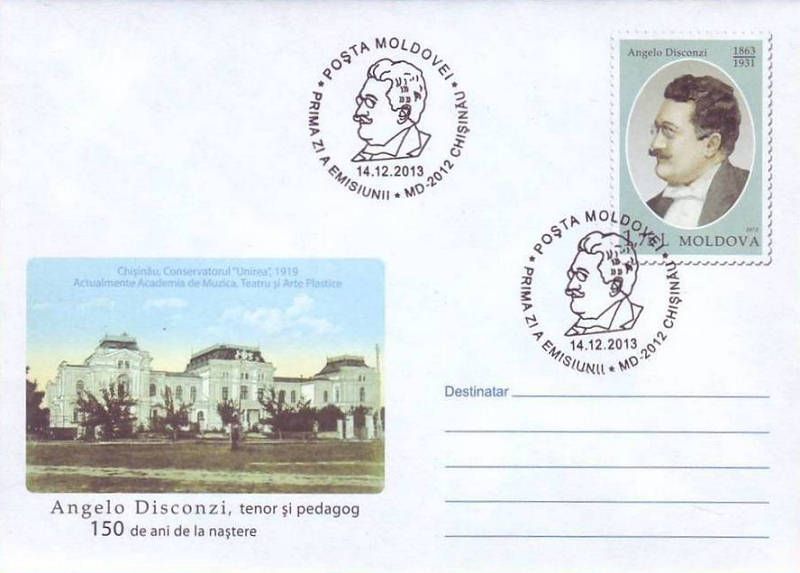 POȘTA MOLDOVEI
PRIMA ZI A EMISIUNII ★ MD-2012 CHIȘINĂU
14.12.2013
Angelo Disconzi 1863
1931
1,75 L MOLDOVA
2013
POȘTA MOLDOVEI
PRIMA ZI A EMISIUNII ★ MD-2012 CHIȘINĂU
14.12.2013
Chișinău, Conservatorul "Unirea", 1919
Actualmente Academia de Muzica, Teatru și Arte Plastice
Destinatar
Angelo Disconzi, tenor și pedagog
150 de ani de la naștere